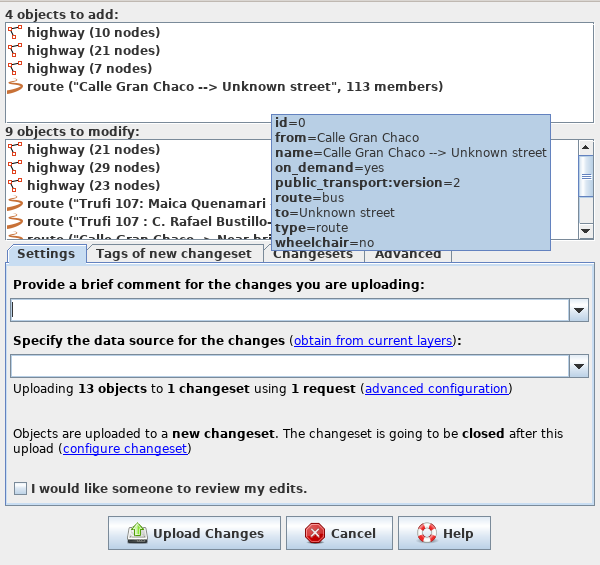 4 objects to add:
highway (10 nodes)
highway (21 nodes)
highway (7 nodes)
route ("Calle Gran Chaco --> Unknown street", 113 members)
9 objects to modify:
highway (21 nodes)
highway (29 nodes)
highway (23 nodes)
route ("Trufi 107: Maica Quenamari
route ("Trufi 107 : C. Rafael Bustillo-
id=0
from=Calle Gran Chaco
name=Calle Gran Chaco --> Unknown street
on_demand=yes
public_transport:version=2
route=bus
to=Unknown street
type=route
wheelchair=no
Settings
Tags of new changeset
Changesets
Advanced
Provide a brief comment for the changes you are uploading:
Specify the data source for the changes (obtain from current layers):
Uploading 13 objects to 1 changeset using 1 request (advanced configuration)
Objects are uploaded to a new changeset. The changeset is going to be closed after this
upload (configure changeset)
I would like someone to review my edits.
Upload Changes
Cancel
Help